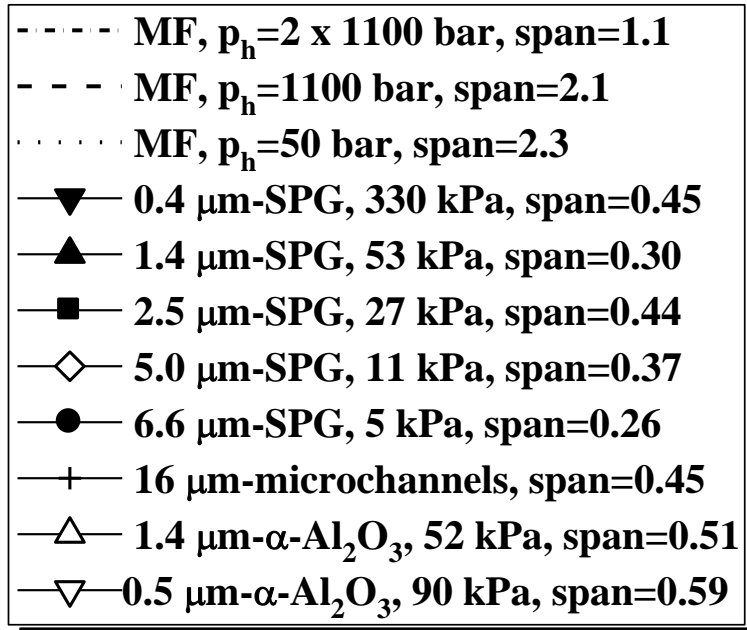 MF, pₕ=2 x 1100 bar, span=1.1
MF, pₕ=1100 bar, span=2.1
MF, pₕ=50 bar, span=2.3
0.4 μm-SPG, 330 kPa, span=0.45
1.4 μm-SPG, 53 kPa, span=0.30
2.5 μm-SPG, 27 kPa, span=0.44
5.0 μm-SPG, 11 kPa, span=0.37
6.6 μm-SPG, 5 kPa, span=0.26
16 μm-microchannels, span=0.45
1.4 μm-α-Al₂O₃, 52 kPa, span=0.51
0.5 μm-α-Al₂O₃, 90 kPa, span=0.59